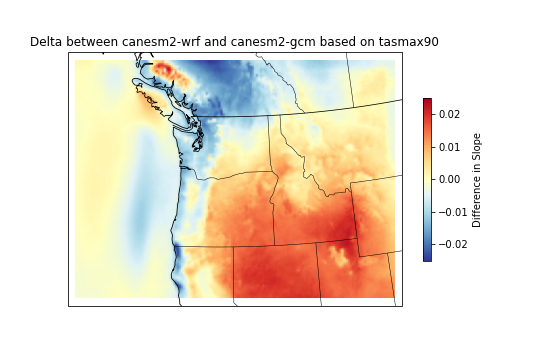 Delta between canesm2-wrf and canesm2-gcm based on tasmax90
0.02
0.01
0.00
−0.01
−0.02
Difference in Slope